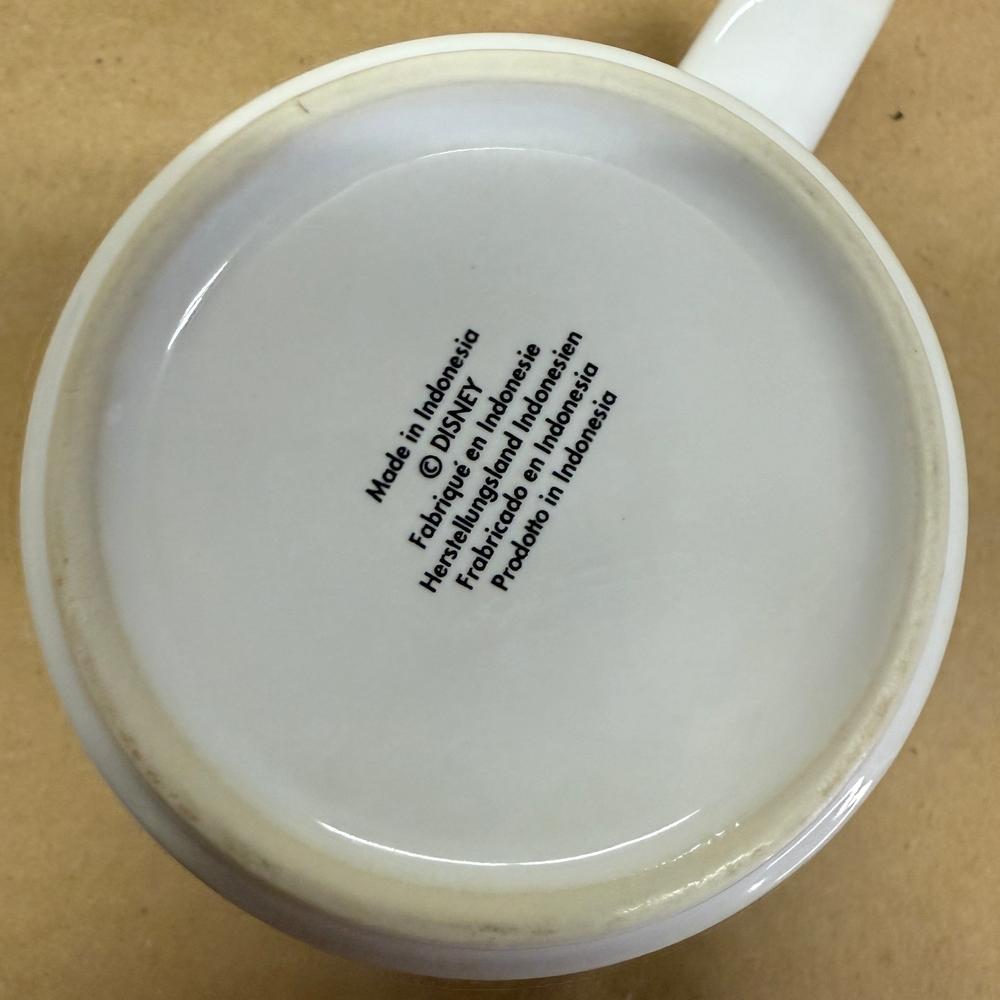 Made in Indonesia
© DISNEY
Fabriqué en Indonesie
Herstellungsland Indonesien
Frabricado en Indonesia
Prodotto in Indonesia